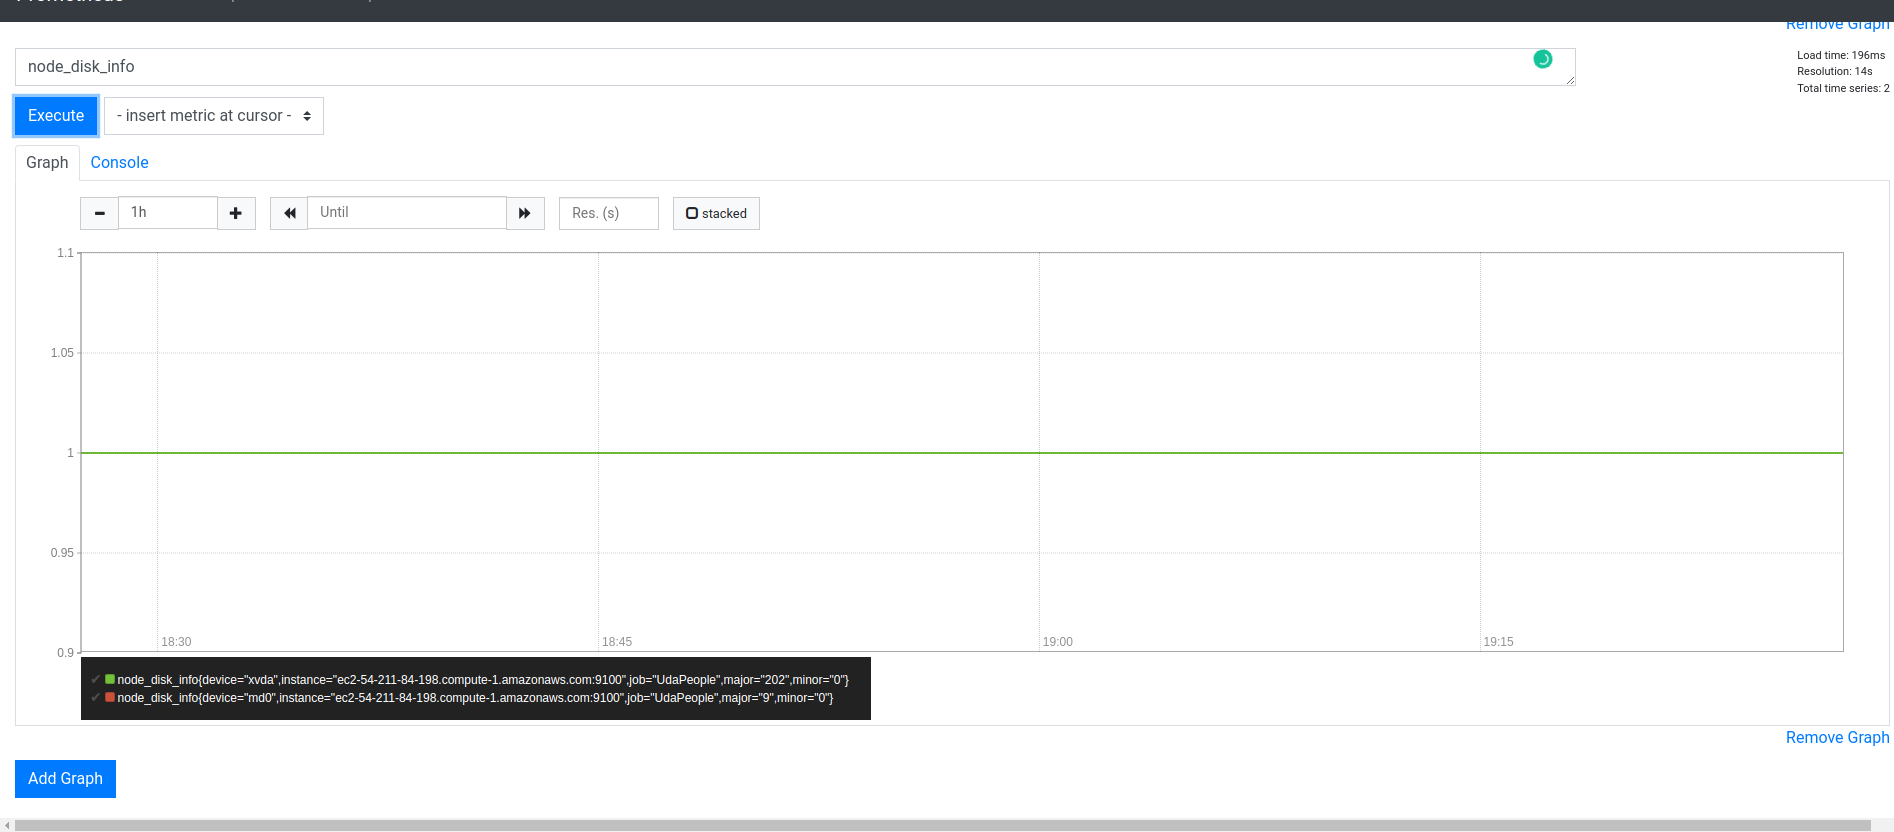 Remove Graph
node_disk_info
Load time: 196ms
Resolution: 14s
Total time series: 2
Execute
- insert metric at cursor -
Graph Console
1h
Until
Res. (s)
stacked
1.1
1.05
1
0.95
0.9
18:30 18:45 19:00 19:15
node_disk_info{device="xvda",instance="ec2-54-211-84-198.compute-1.amazonaws.com:9100",job="UdaPeople",major="202",minor="0"}
node_disk_info{device="md0",instance="ec2-54-211-84-198.compute-1.amazonaws.com:9100",job="UdaPeople",major="9",minor="0"}
Remove Graph
Add Graph